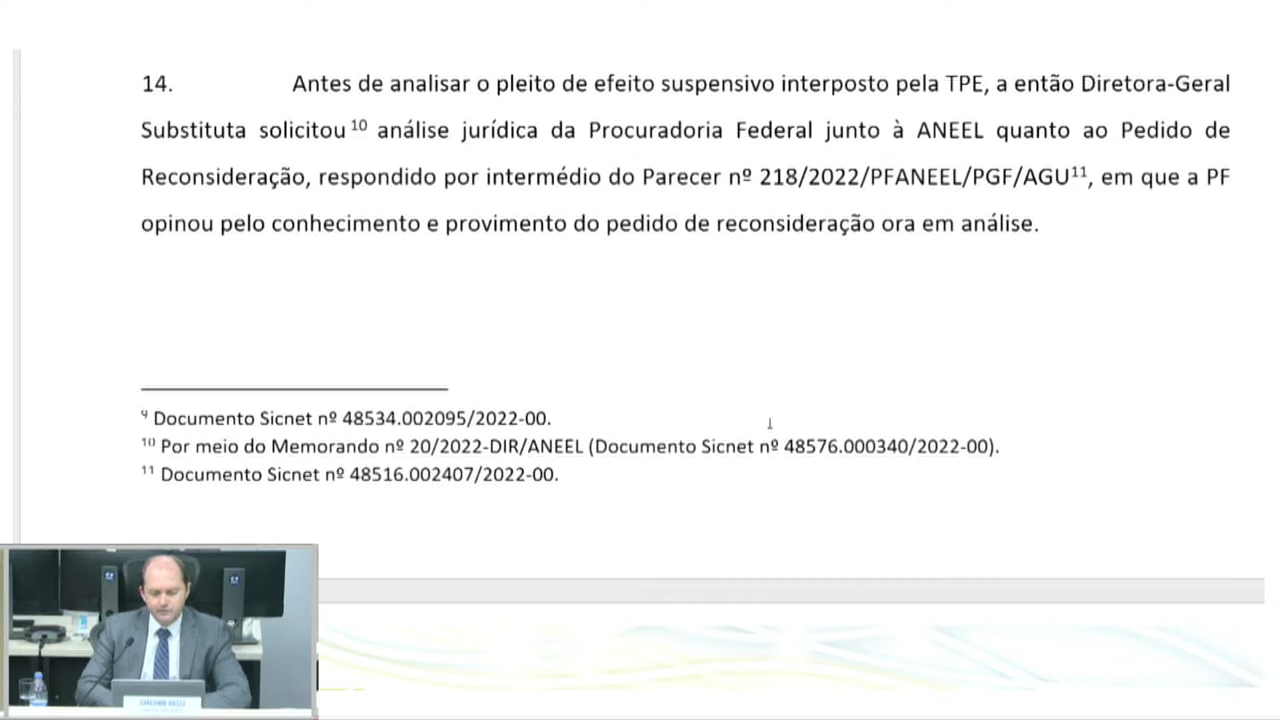 14. Antes de analisar o pleito de efeito suspensivo interposto pela TPE, a então Diretora-Geral
Substituta solicitou¹⁰ análise jurídica da Procuradoria Federal junto à ANEEL quanto ao Pedido de
Reconsideração, respondido por intermédio do Parecer nº 218/2022/PFANEEL/PGF/AGU¹¹, em que a PF
opinou pelo conhecimento e provimento do pedido de reconsideração ora em análise.
⁹ Documento Sicnet nº 48534.002095/2022-00.
¹⁰ Por meio do Memorando nº 20/2022-DIR/ANEEL (Documento Sicnet nº 48576.000340/2022-00).
¹¹ Documento Sicnet nº 48516.002407/2022-00.